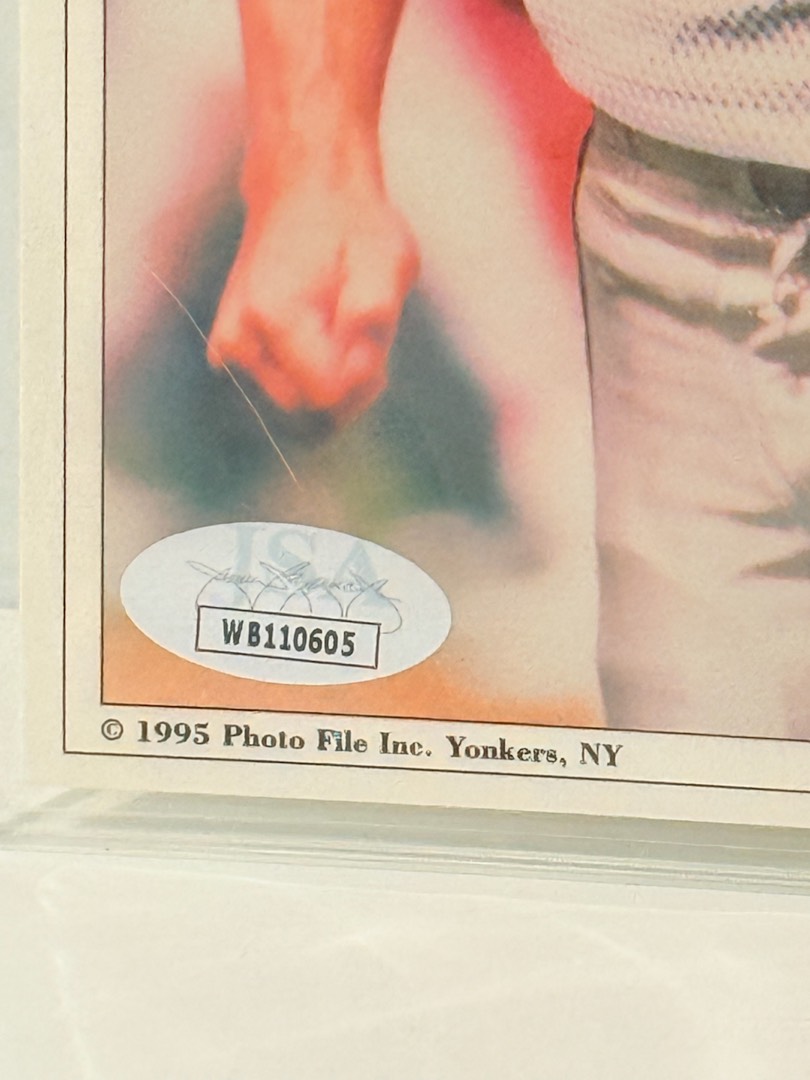 JSA
WB110605
© 1995 Photo File Inc. Yonkers, NY